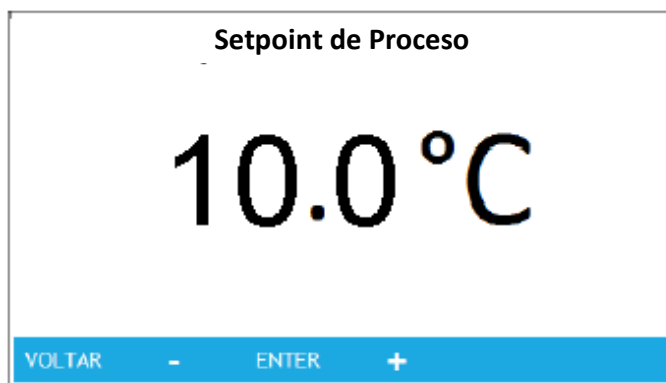 Setpoint de Proceso
10.0 °C
VOLTAR - ENTER +